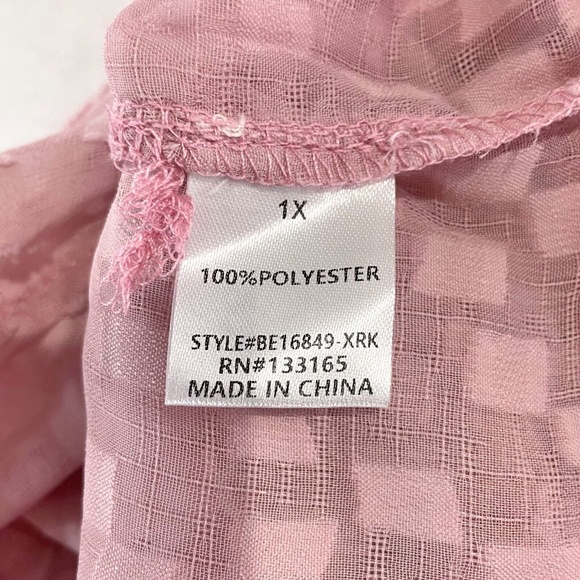 1X
100%POLYESTER
STYLE#BE16849-XRK
RN#133165
MADE IN CHINA